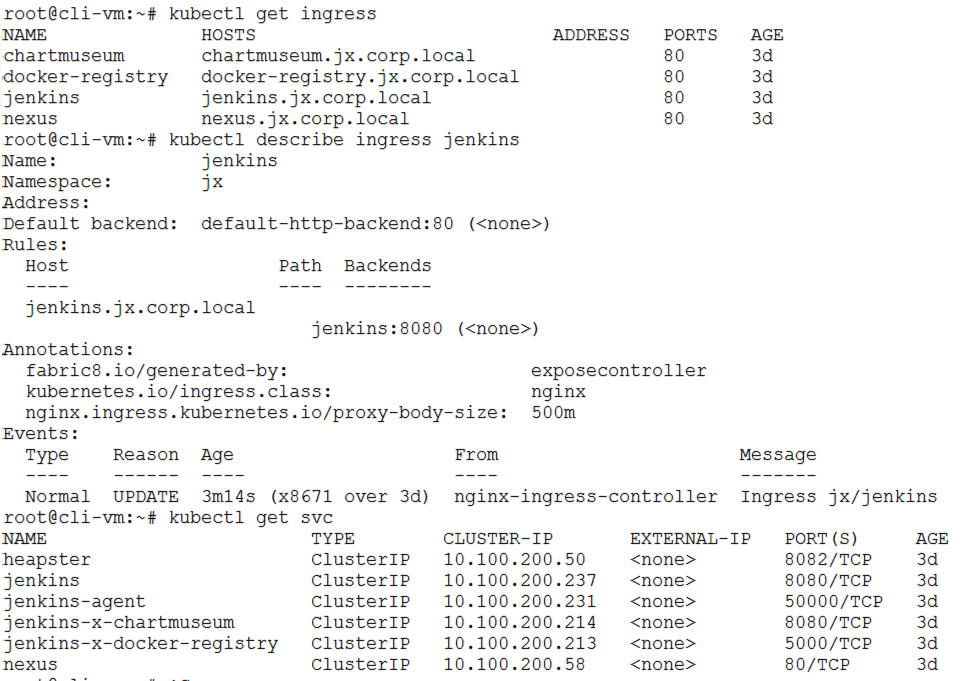 root@cli-vm:~# kubectl get ingress
NAME HOSTS ADDRESS PORTS AGE
chartmuseum chartmuseum.jx.corp.local 80 3d
docker-registry docker-registry.jx.corp.local 80 3d
jenkins jenkins.jx.corp.local 80 3d
nexus nexus.jx.corp.local 80 3d
root@cli-vm:~# kubectl describe ingress jenkins
Name: jenkins
Namespace: jx
Address:
Default backend: default-http-backend:80 (<none>)
Rules:
Host Path Backends
---- ---- --------
jenkins.jx.corp.local
jenkins:8080 (<none>)
Annotations:
fabric8.io/generated-by: exposecontroller
kubernetes.io/ingress.class: nginx
nginx.ingress.kubernetes.io/proxy-body-size: 500m
Events:
Type Reason Age From Message
---- ------ ---- ---- -------
Normal UPDATE 3m14s (x8671 over 3d) nginx-ingress-controller Ingress jx/jenkins
root@cli-vm:~# kubectl get svc
NAME TYPE CLUSTER-IP EXTERNAL-IP PORT(S) AGE
heapster ClusterIP 10.100.200.50 <none> 8082/TCP 3d
jenkins ClusterIP 10.100.200.237 <none> 8080/TCP 3d
jenkins-agent ClusterIP 10.100.200.231 <none> 50000/TCP 3d
jenkins-x-chartmuseum ClusterIP 10.100.200.214 <none> 8080/TCP 3d
jenkins-x-docker-registry ClusterIP 10.100.200.213 <none> 5000/TCP 3d
nexus ClusterIP 10.100.200.58 <none> 80/TCP 3d